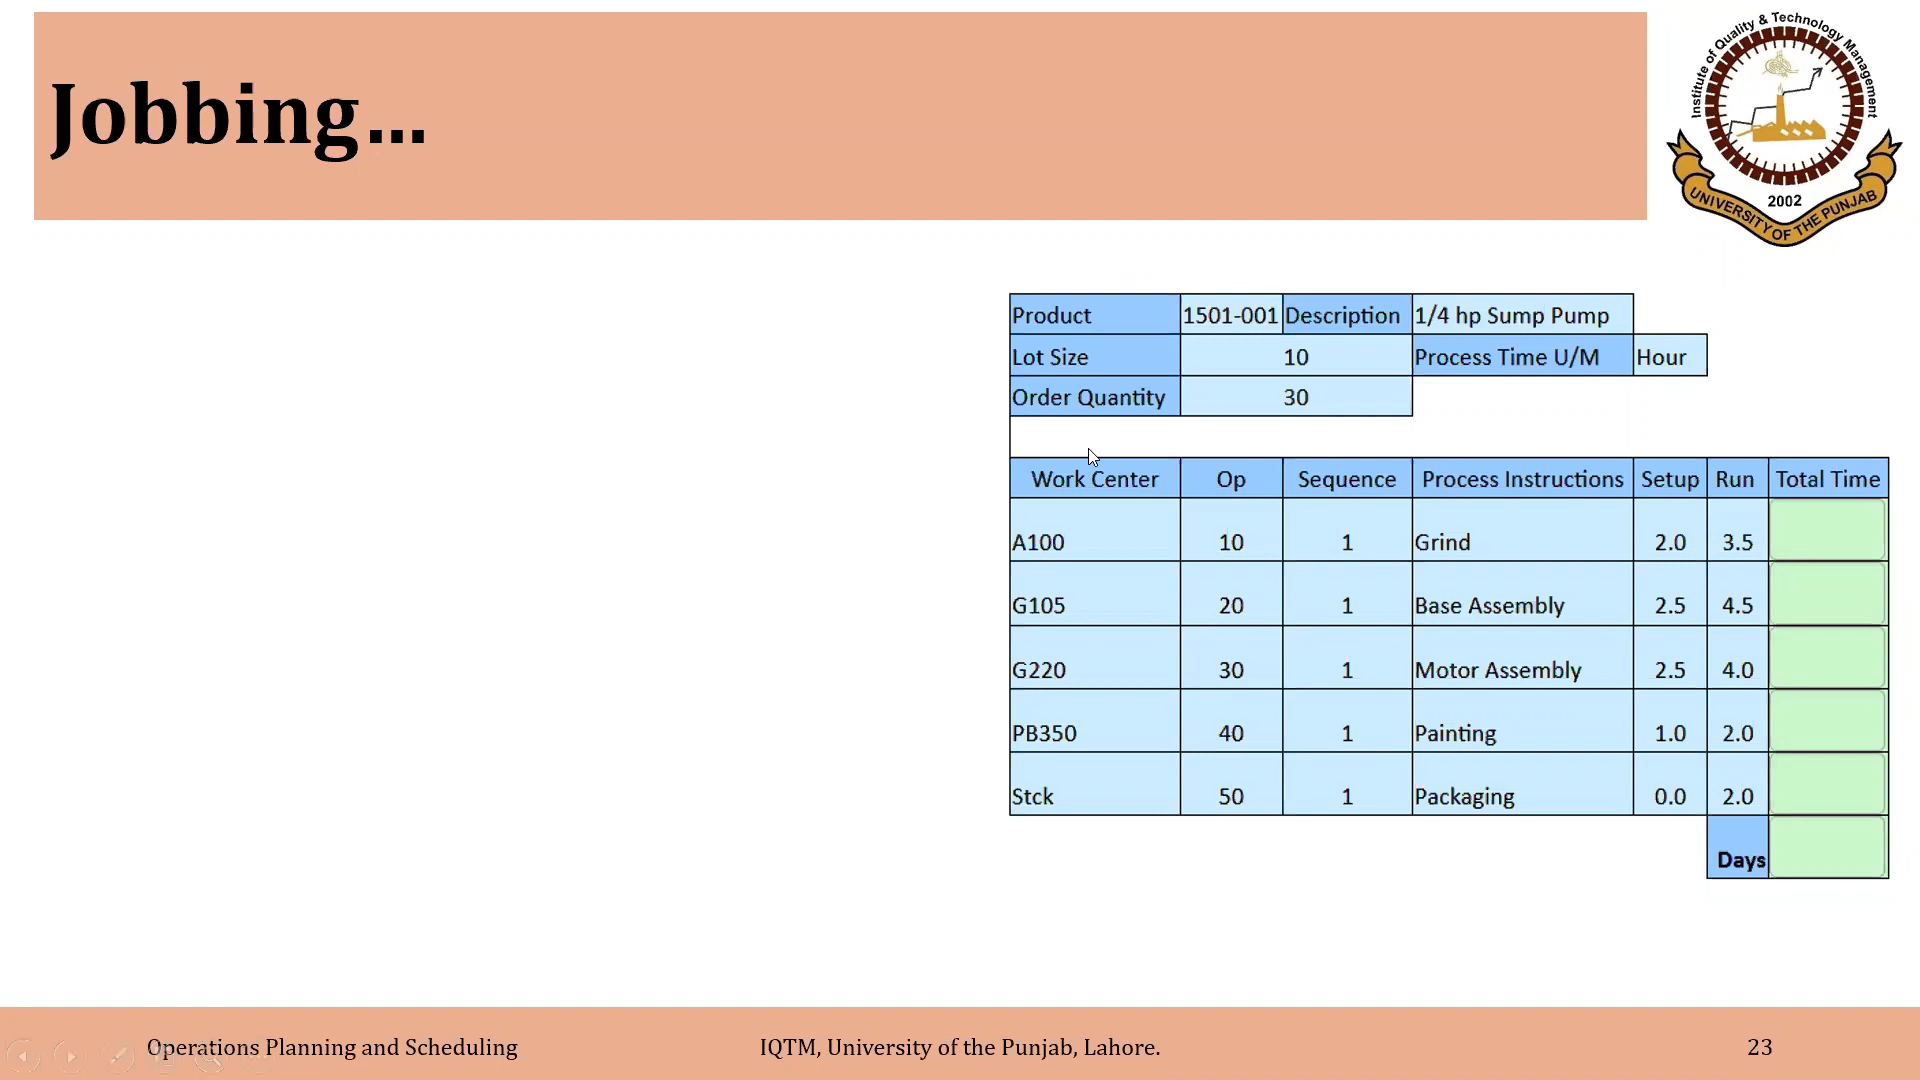 Jobbing...
Institute of Quality & Technology Management
2002
UNIVERSITY OF THE PUNJAB
Product 1501-001 Description 1/4 hp Sump Pump
Lot Size 10 Process Time U/M Hour
Order Quantity 30
Work Center Op Sequence Process Instructions Setup Run Total Time
A100 10 1 Grind 2.0 3.5
G105 20 1 Base Assembly 2.5 4.5
G220 30 1 Motor Assembly 2.5 4.0
PB350 40 1 Painting 1.0 2.0
Stck 50 1 Packaging 0.0 2.0
Days
Operations Planning and Scheduling IQTM, University of the Punjab, Lahore. 23